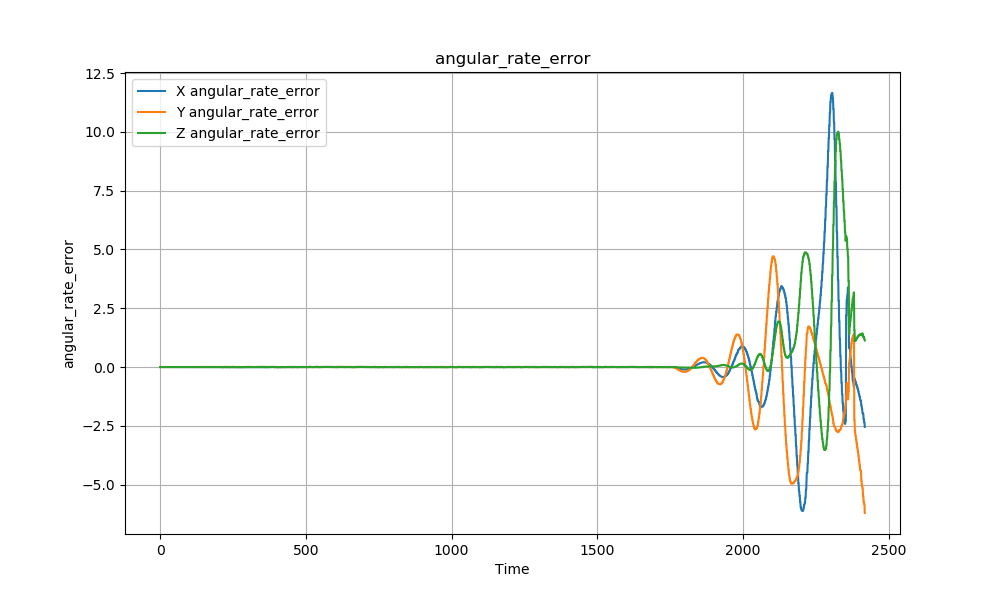 angular_rate_error
X angular_rate_error
Y angular_rate_error
Z angular_rate_error
angular_rate_error
12.5
10.0
7.5
5.0
2.5
0.0
−2.5
−5.0
0 500 1000 1500 2000 2500
Time